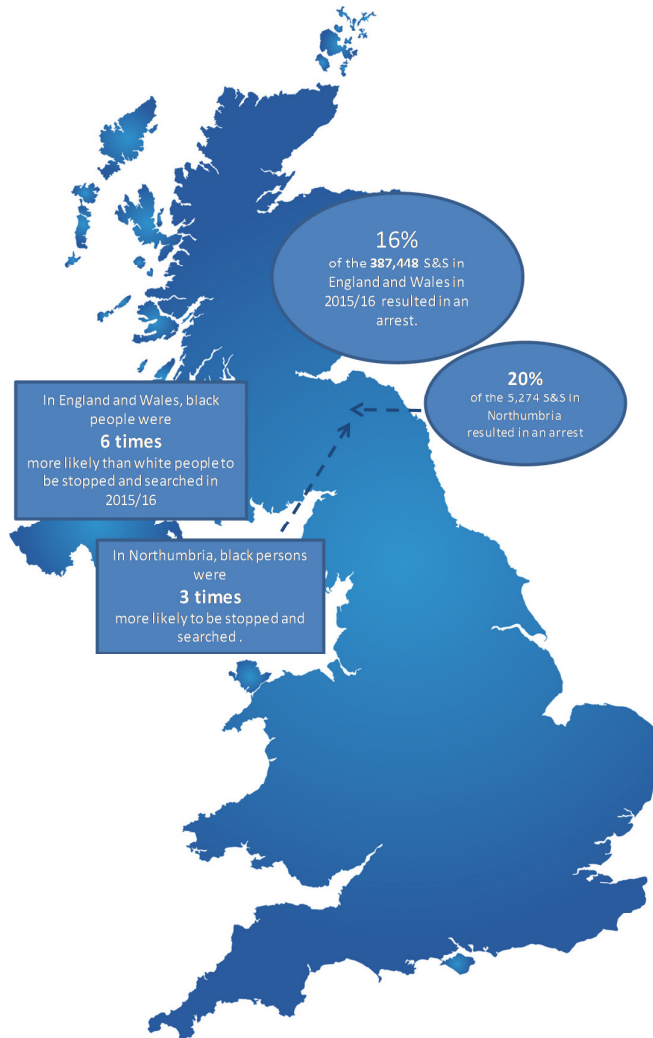 16%
of the 387,448 S&S in
England and Wales in
2015/16 resulted in an
arrest.
20%
of the 5,274 S&S in
Northumbria
resulted in an arrest
In England and Wales, black
people were
6 times
more likely than white people to
be stopped and searched in
2015/16
In Northumbria, black persons
were
3 times
more likely to be stopped and
searched .